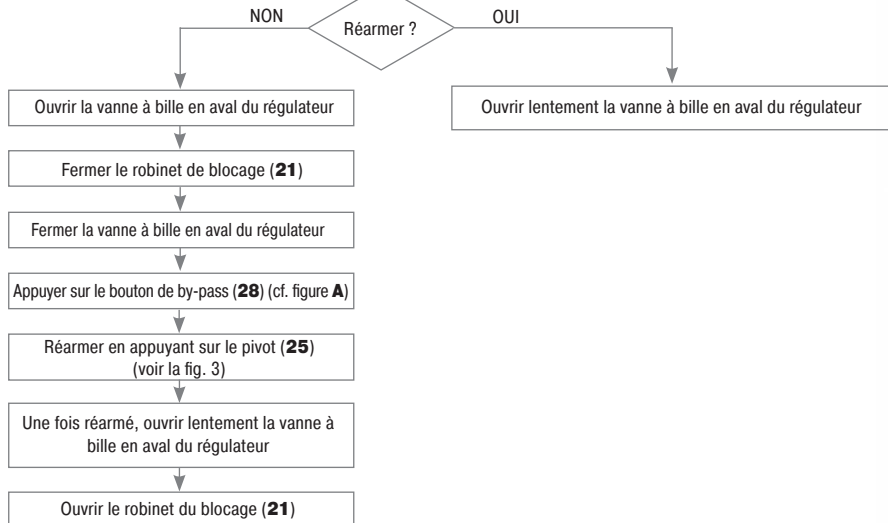 NON
Réarmer ?
OUI
Ouvrir la vanne à bille en aval du régulateur
Ouvrir lentement la vanne à bille en aval du régulateur
Fermer le robinet de blocage (21)
Fermer la vanne à bille en aval du régulateur
Appuyer sur le bouton de by-pass (28) (cf. figure A)
Réarmer en appuyant sur le pivot (25)
(voir la fig. 3)
Une fois réarmé, ouvrir lentement la vanne à
bille en aval du régulateur
Ouvrir le robinet du blocage (21)